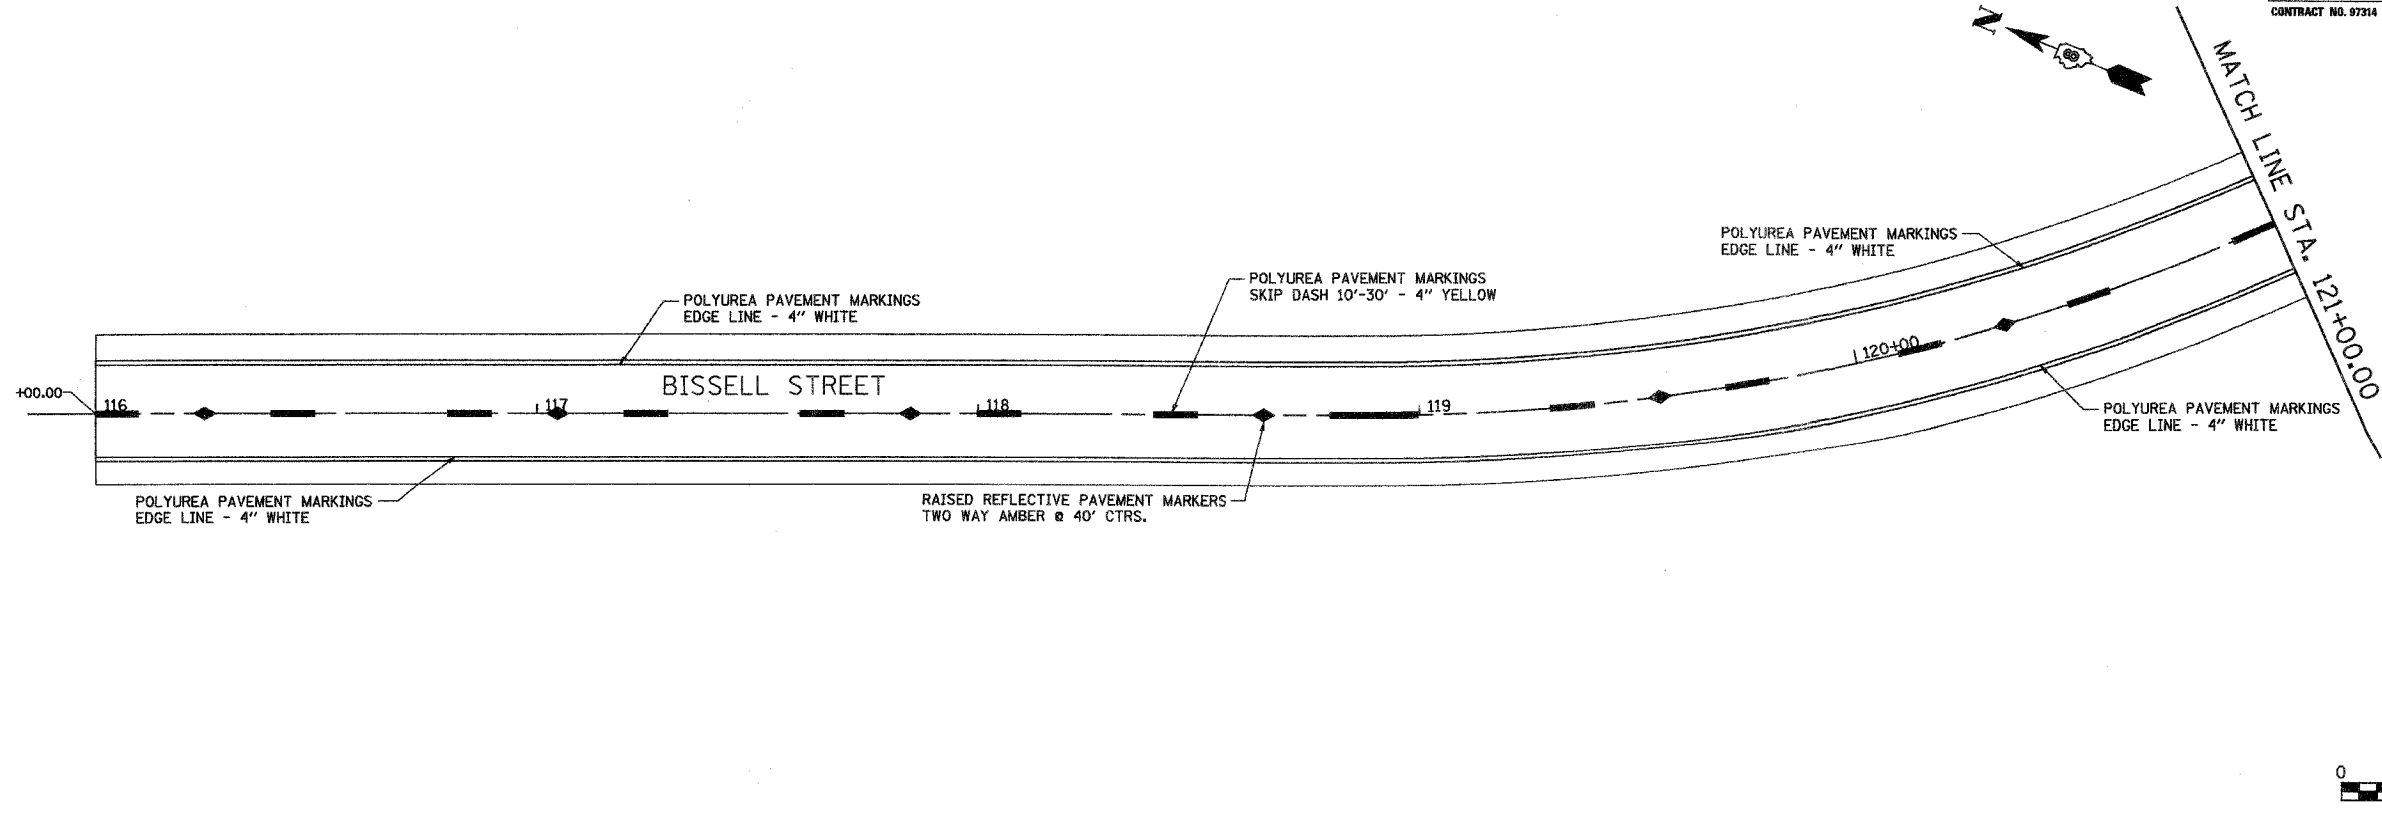 CONTRACT NO. 97314
N
MATCH LINE STA. 121+00.00
POLYUREA PAVEMENT MARKINGS
EDGE LINE - 4" WHITE
POLYUREA PAVEMENT MARKINGS
SKIP DASH 10'-30' - 4" YELLOW
POLYUREA PAVEMENT MARKINGS
EDGE LINE - 4" WHITE
BISSELL STREET
+00.00
116
117
118
119
120+00
POLYUREA PAVEMENT MARKINGS
EDGE LINE - 4" WHITE
POLYUREA PAVEMENT MARKINGS
EDGE LINE - 4" WHITE
RAISED REFLECTIVE PAVEMENT MARKERS
TWO WAY AMBER @ 40' CTRS.
0